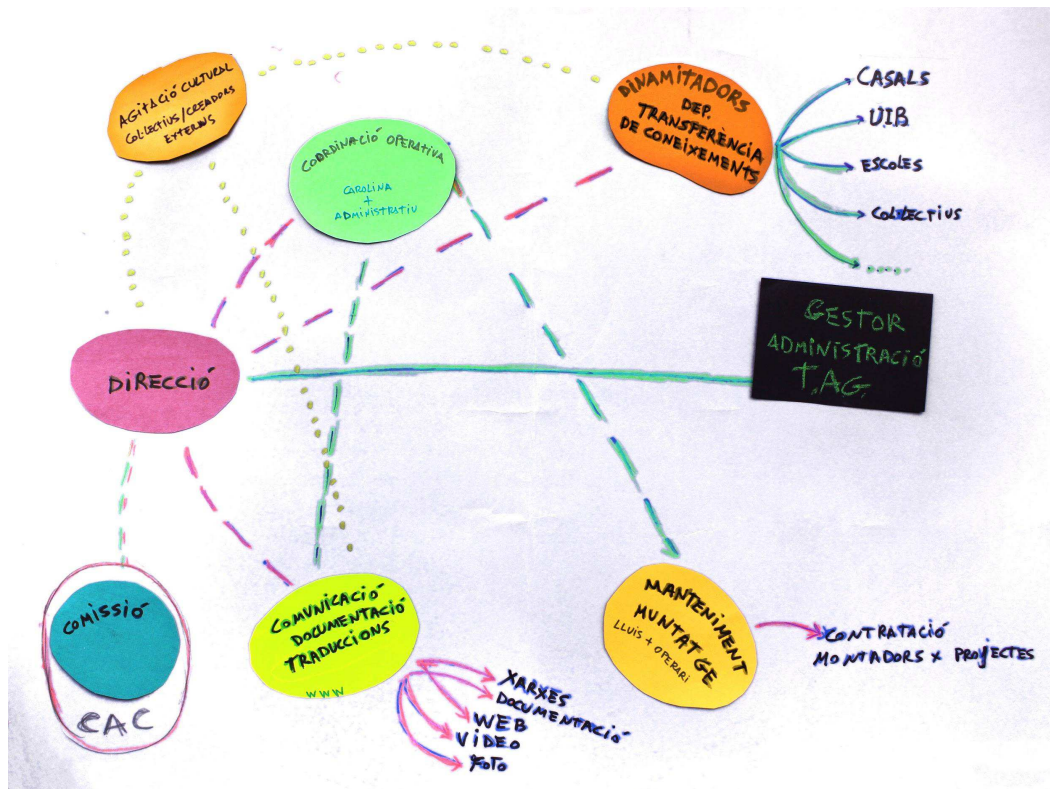 AGITACIÓ CULTURAL
COL·LECTIUS/CREADORS
EXTERNS
COORDINACIÓ OPERATIVA
CAROLINA
+
ADMINISTRATIU
DINAMITADORS
DEP.
TRANSFERÈNCIA
DE CONEIXEMENTS
CASALS
UIB
ESCOLES
COL·LECTIUS
.....
GESTOR
ADMINISTRACIÓ
T.A.G.
DIRECCIÓ
COMISSIÓ
CAC
COMUNICACIÓ
DOCUMENTACIÓ
TRADUCCIONS
WWW
XARXES
DOCUMENTACIÓ
WEB
VIDEO
FOTO
MANTENIMENT
MUNTATGE
LLUIS + OPERARI
CONTRATACIÓ
MONTADORS X PROJECTES